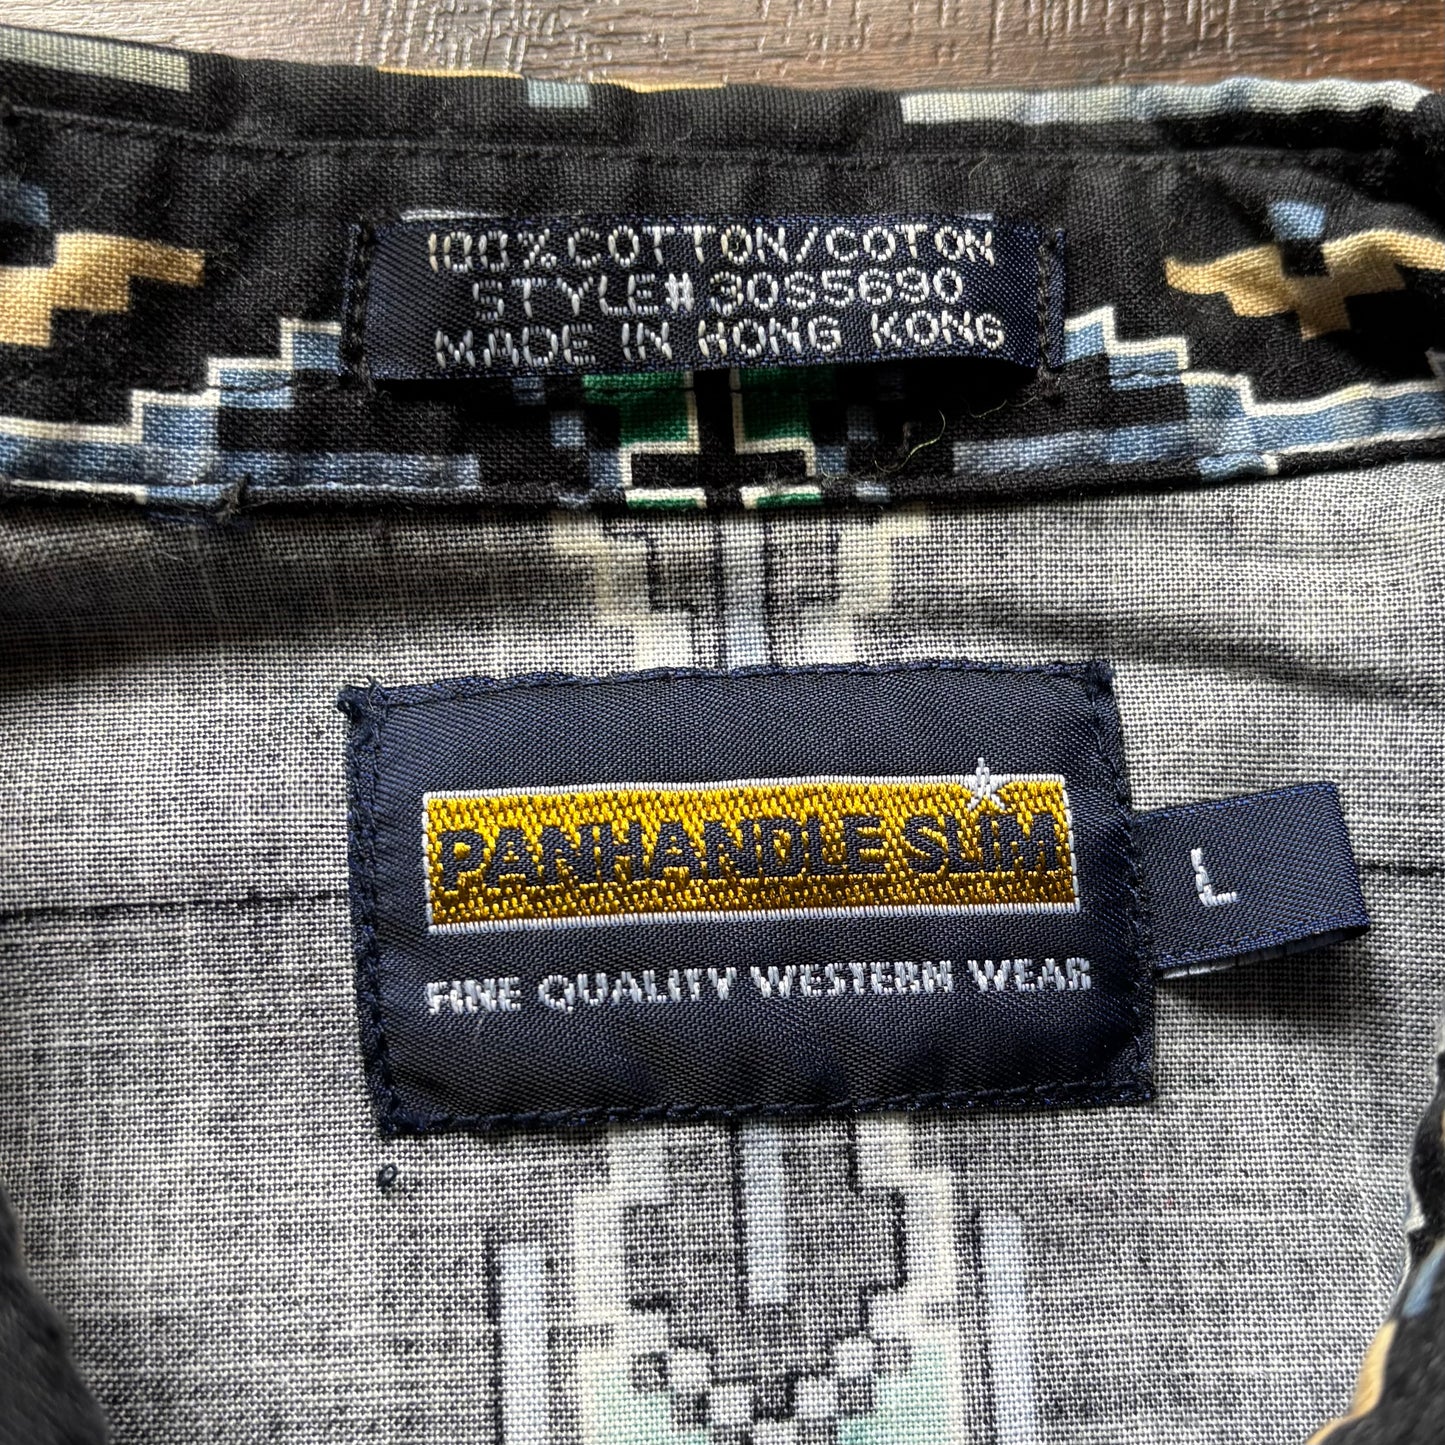 100% COTTON/COTON
STYLE# 30S5690
MADE IN HONG KONG
PANHANDLE SLIM
L
FINE QUALITY WESTERN WEAR